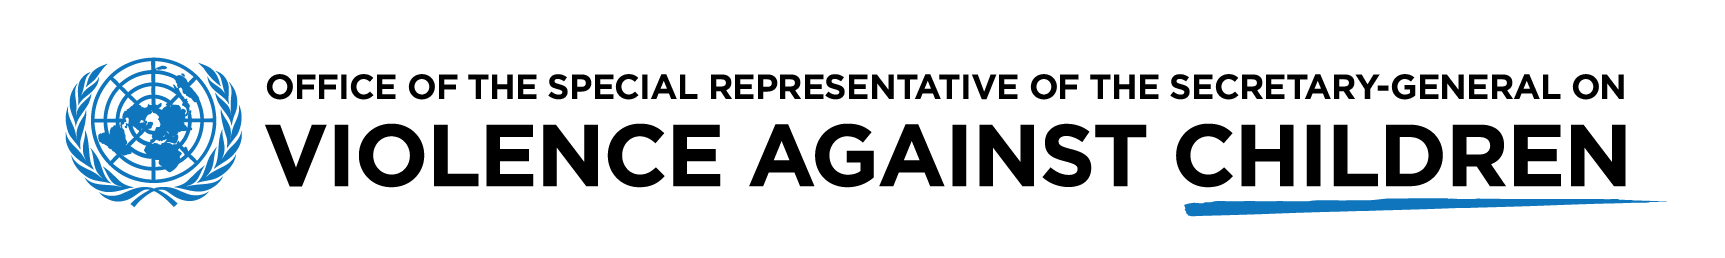 OFFICE OF THE SPECIAL REPRESENTATIVE OF THE SECRETARY-GENERAL ON
VIOLENCE AGAINST CHILDREN